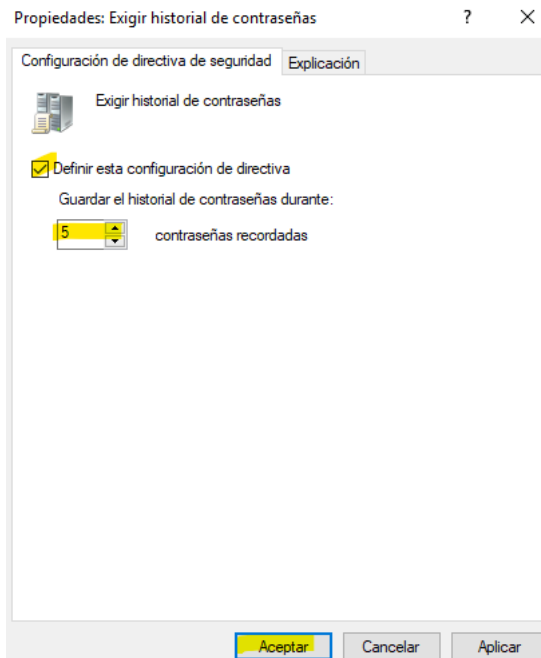 Propiedades: Exigir historial de contraseñas ? ×
Configuración de directiva de seguridad Explicación
Exigir historial de contraseñas
Definir esta configuración de directiva
Guardar el historial de contraseñas durante:
5 contraseñas recordadas
Aceptar Cancelar Aplicar